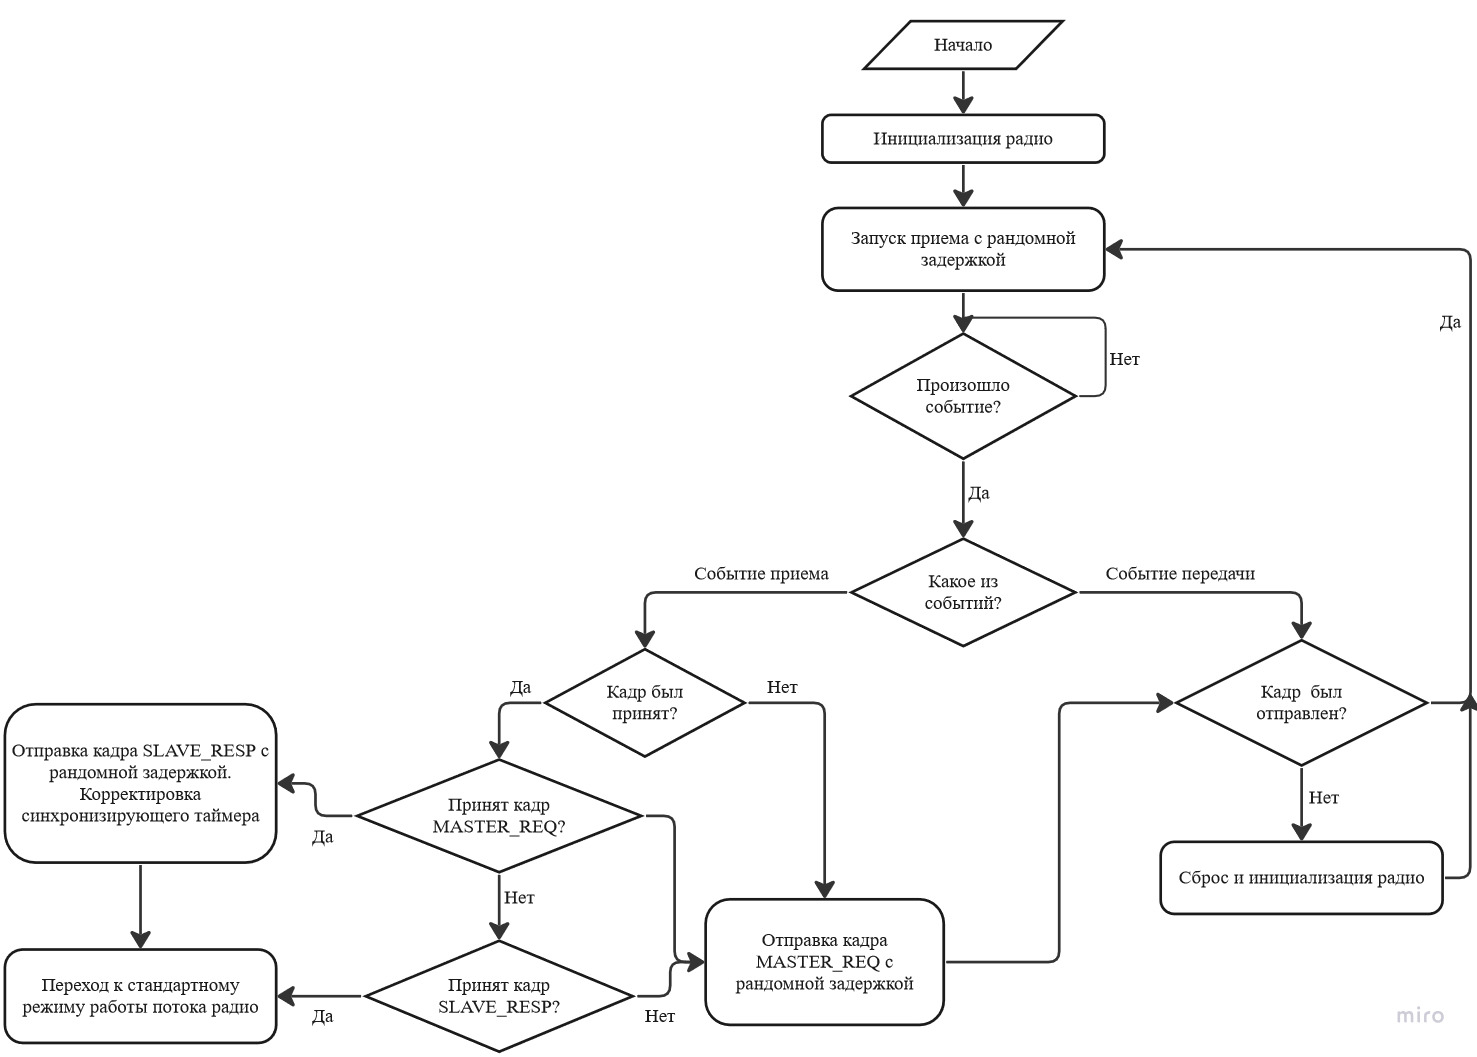 Начало
Инициализация радио
Запуск приема с рандомной
задержкой
Да
Нет
Произошло
событие?
Да
Событие приема
Какое из
событий?
Событие передачи
Да
Кадр был
принят?
Нет
Кадр был
отправлен?
Отправка кадра SLAVE_RESP с
рандомной задержкой.
Корректировка
синхронизирующего таймера
Да
Принят кадр
MASTER_REQ?
Нет
Нет
Сброс и инициализация радио
Отправка кадра
MASTER_REQ с
рандомной задержкой
Переход к стандартному
режиму работы потока радио
Да
Принят кадр
SLAVE_RESP?
Нет
miro